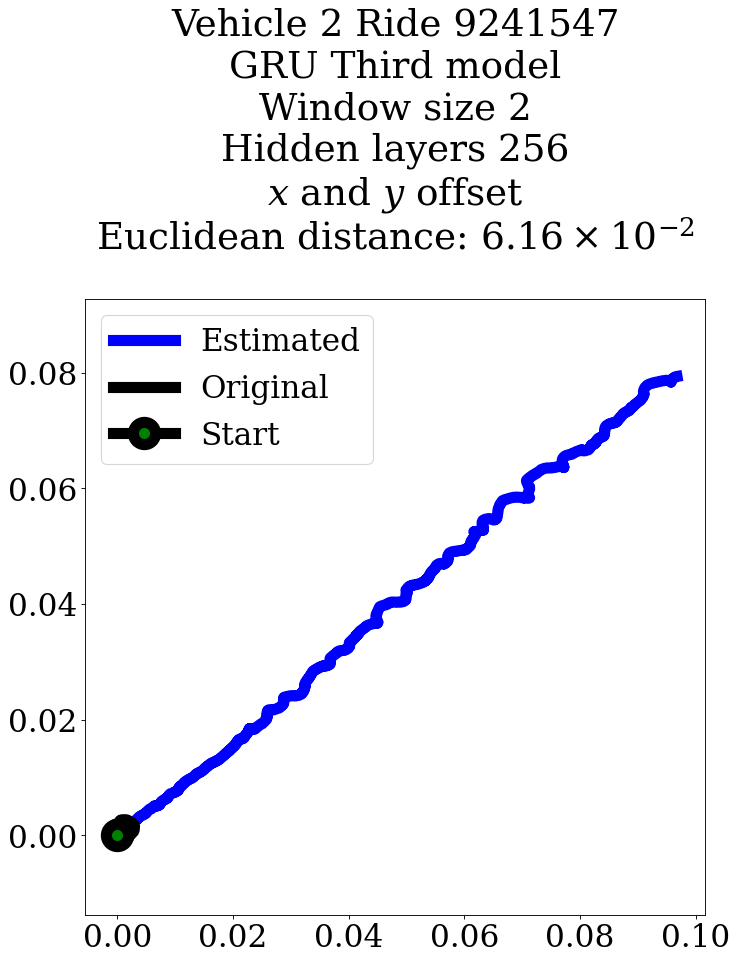 Vehicle 2 Ride 9241547
GRU Third model
Window size 2
Hidden layers 256
x and y offset
Euclidean distance: 6.16 × 10⁻²
Estimated
Original
Start
0.08
0.06
0.04
0.02
0.00
0.00 0.02 0.04 0.06 0.08 0.10